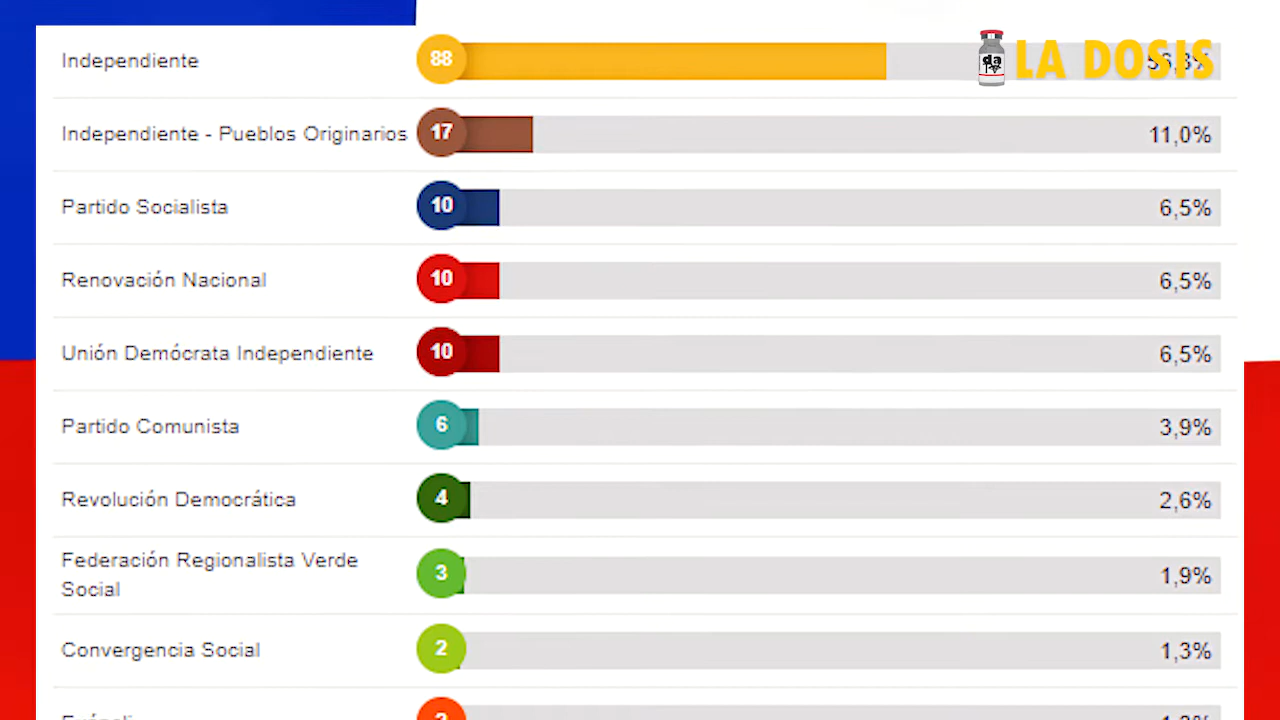 Independiente 88
LA DOSIS
Independiente - Pueblos Originarios 17 11,0%
Partido Socialista 10 6,5%
Renovación Nacional 10 6,5%
Unión Demócrata Independiente 10 6,5%
Partido Comunista 6 3,9%
Revolución Democrática 4 2,6%
Federación Regionalista Verde
Social 3 1,9%
Convergencia Social 2 1,3%